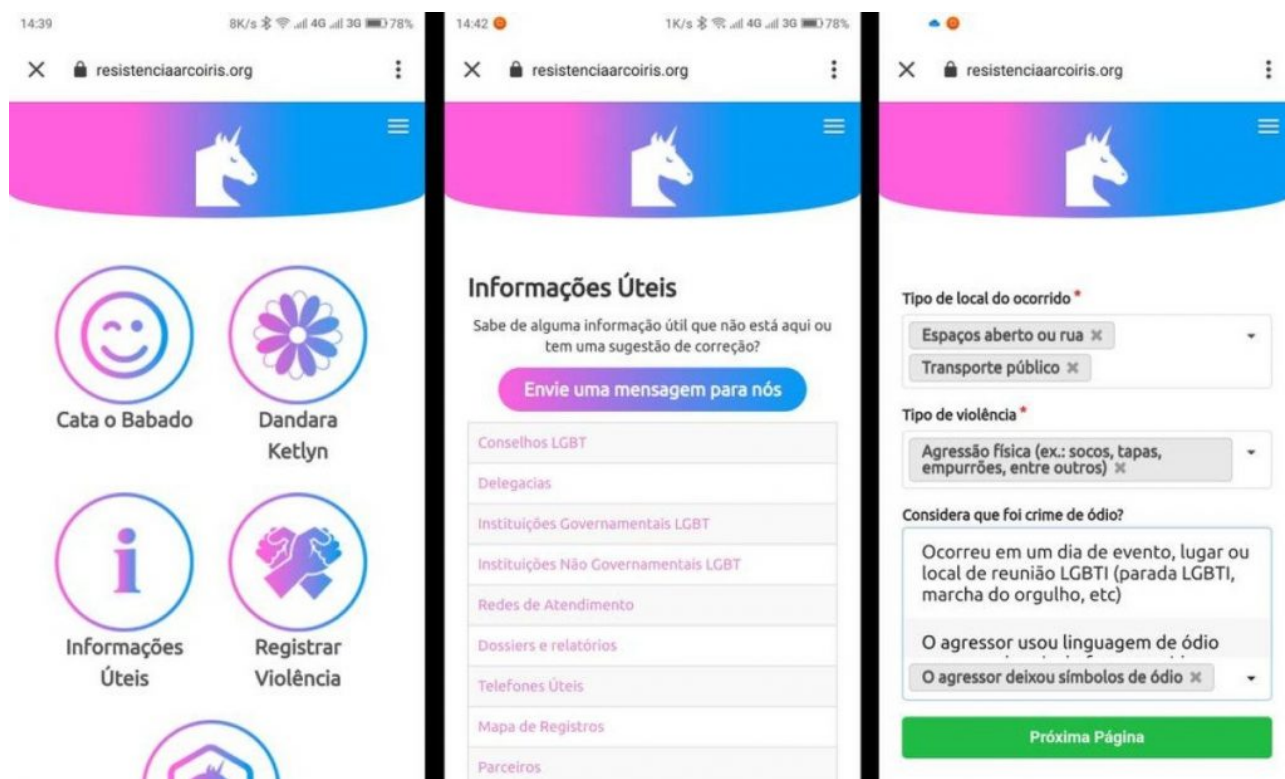 14:39
8K/s 4G 3G 78%
resistenciaarcoiris.org
Cata o Babado
Dandara
Ketlyn
i
Informações
Úteis
Registrar
Violência
14:42
1K/s 4G 3G 78%
resistenciaarcoiris.org
Informações Úteis
Sabe de alguma informação útil que não está aqui ou
tem uma sugestão de correção?
Envie uma mensagem para nós
Conselhos LGBT
Delegacias
Instituições Governamentais LGBT
Instituições Não Governamentais LGBT
Redes de Atendimento
Dossiers e relatórios
Telefones Úteis
Mapa de Registros
Parceiros
resistenciaarcoiris.org
Tipo de local do ocorrido *
Espaços aberto ou rua ×
Transporte público ×
Tipo de violência *
Agressão física (ex.: socos, tapas,
empurrões, entre outros) ×
Considera que foi crime de ódio?
Ocorreu em um dia de evento, lugar ou
local de reunião LGBTI (parada LGBTI,
marcha do orgulho, etc)
O agressor usou linguagem de ódio
O agressor deixou símbolos de ódio ×
Próxima Página